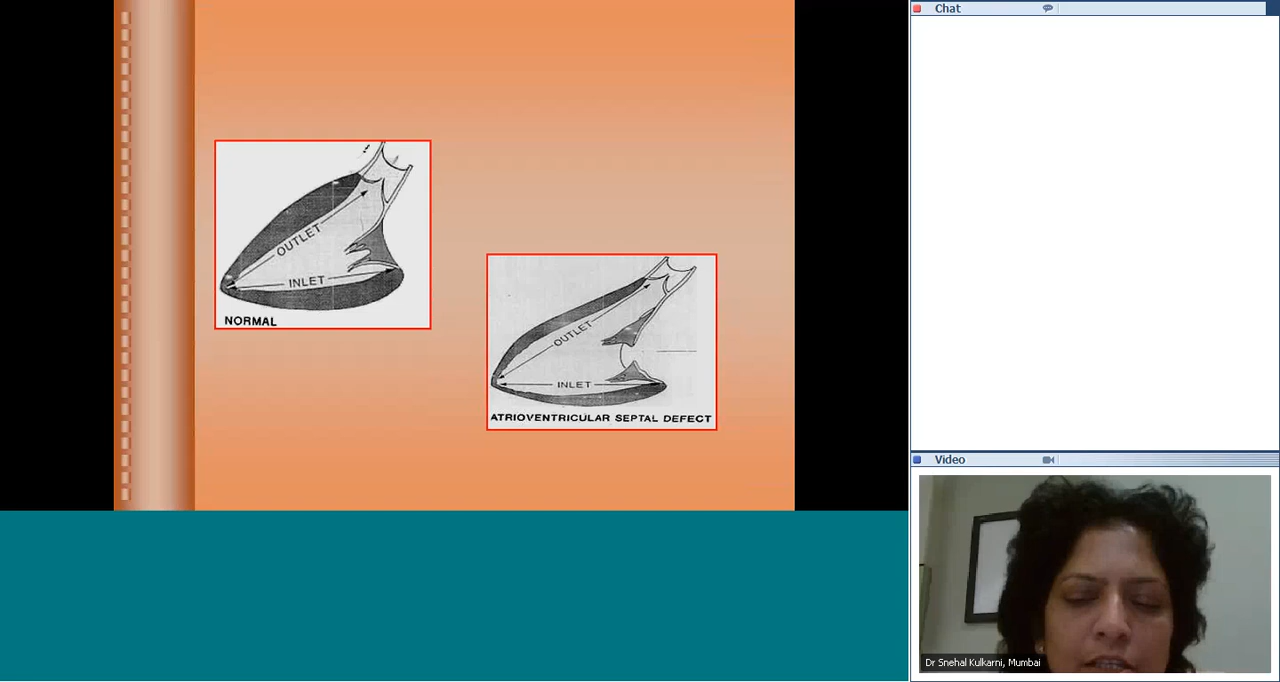 Chat
OUTLET
INLET
NORMAL
OUTLET
INLET
ATRIOVENTRICULAR SEPTAL DEFECT
Video
Dr Snehal Kulkarni, Mumbai